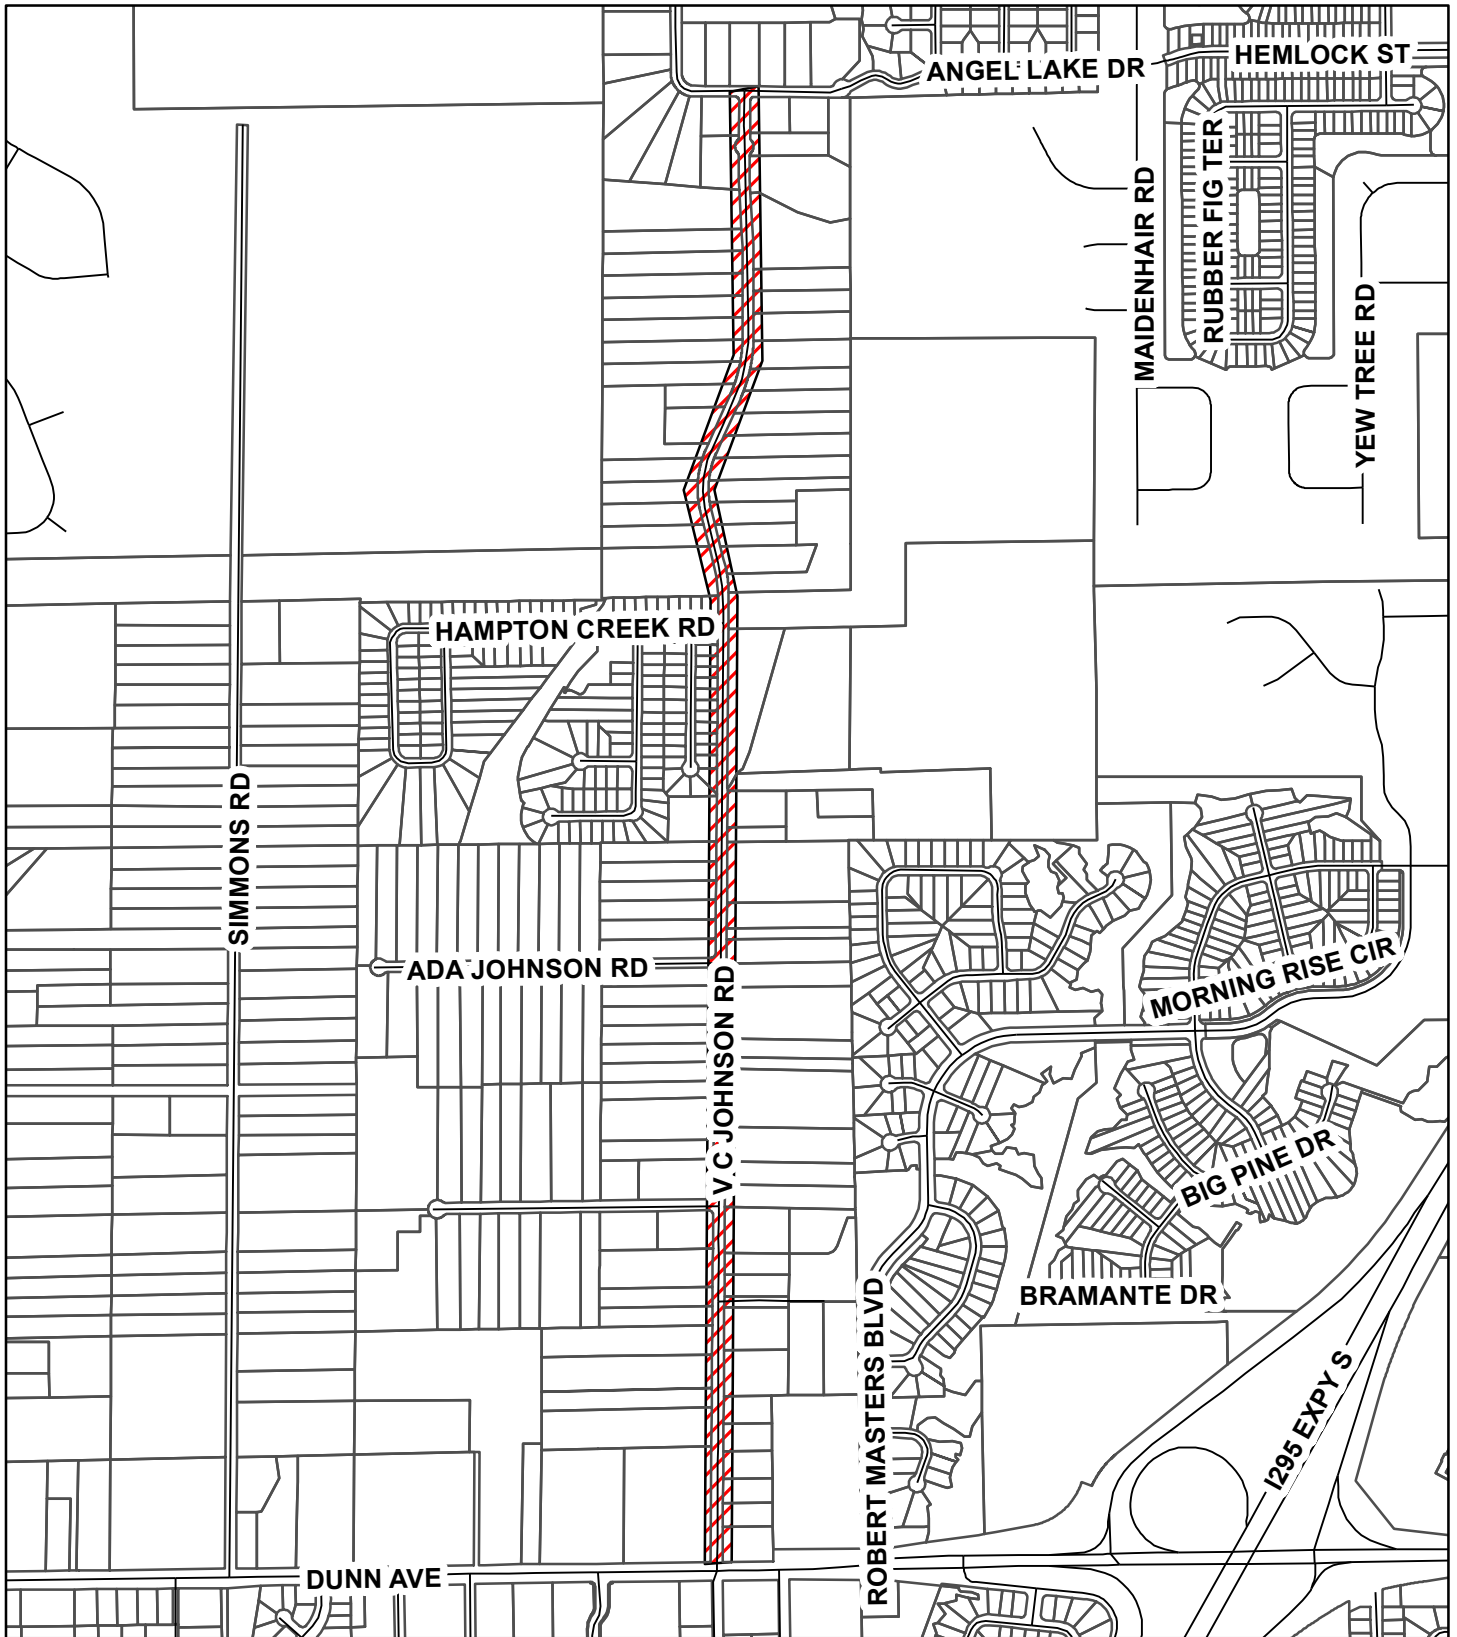 ANGEL LAKE DR
HEMLOCK ST
RUBBER FIG TER
MAIDENHAIR RD
YEW TREE RD
HAMPTON CREEK RD
SIMMONS RD
ADA JOHNSON RD
V C JOHNSON RD
MORNING RISE CIR
BIG PINE DR
BRAMANTE DR
ROBERT MASTERS BLVD
I295 EXPY S
DUNN AVE